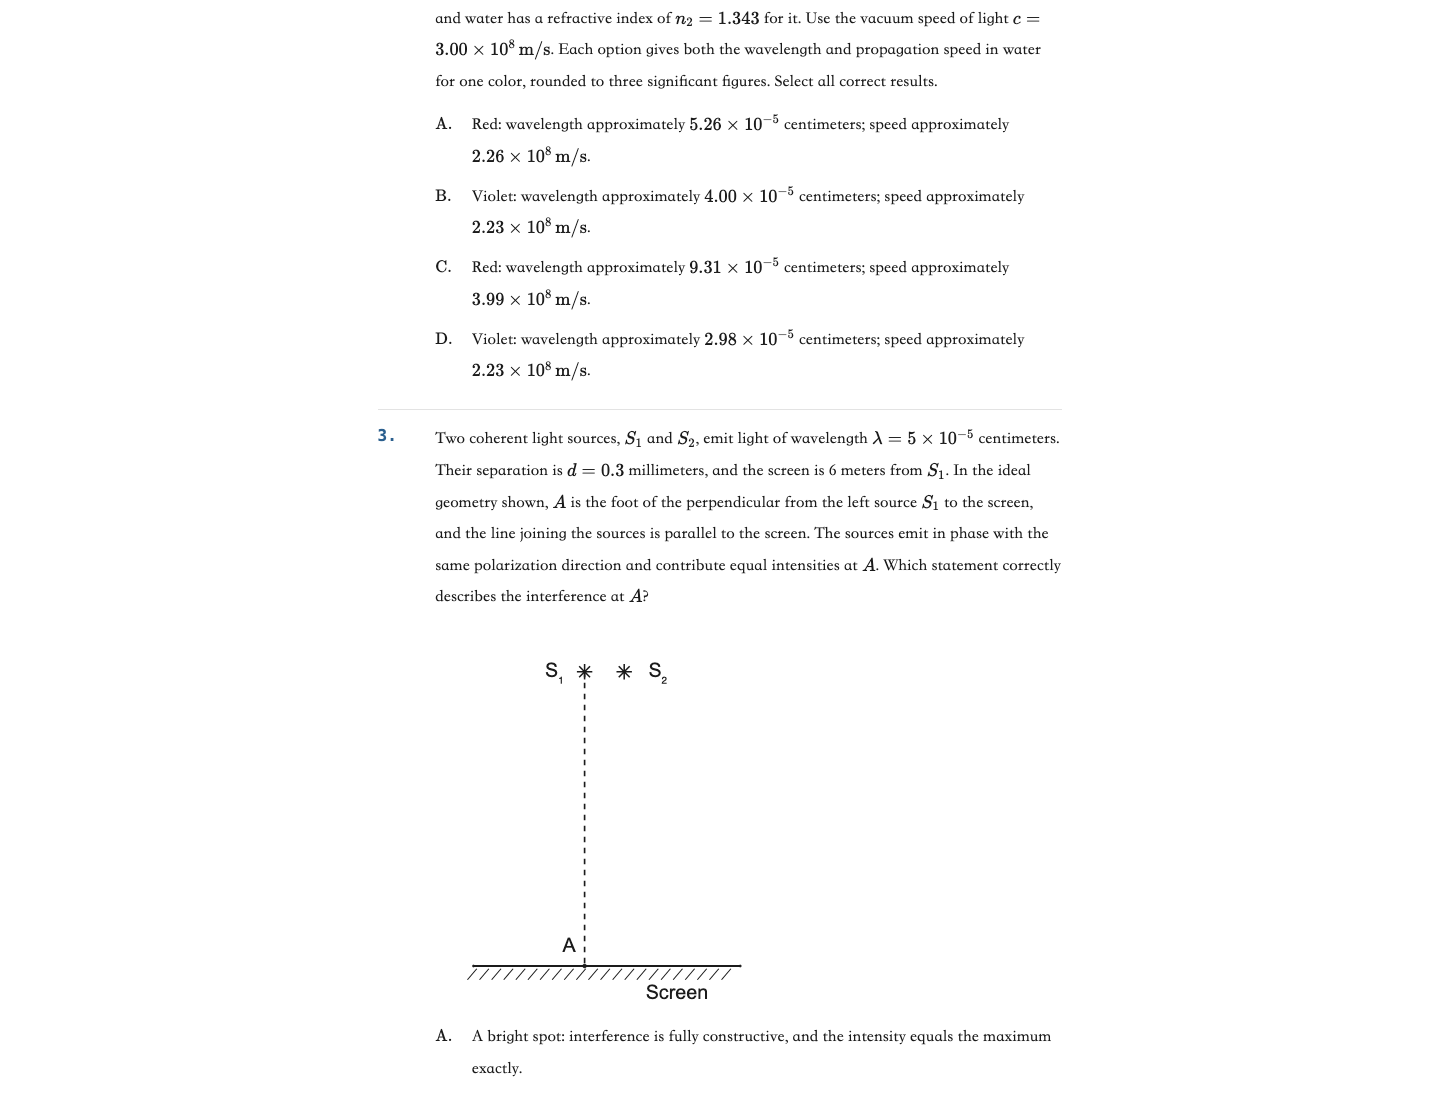 and water has a refractive index of n₂ = 1.343 for it. Use the vacuum speed of light c =
3.00 × 10⁸ m/s. Each option gives both the wavelength and propagation speed in water
for one color, rounded to three significant figures. Select all correct results.
A. Red: wavelength approximately 5.26 × 10⁻⁵ centimeters; speed approximately
2.26 × 10⁸ m/s.
B. Violet: wavelength approximately 4.00 × 10⁻⁵ centimeters; speed approximately
2.23 × 10⁸ m/s.
C. Red: wavelength approximately 9.31 × 10⁻⁵ centimeters; speed approximately
3.99 × 10⁸ m/s.
D. Violet: wavelength approximately 2.98 × 10⁻⁵ centimeters; speed approximately
2.23 × 10⁸ m/s.
3. Two coherent light sources, S₁ and S₂, emit light of wavelength λ = 5 × 10⁻⁵ centimeters.
Their separation is d = 0.3 millimeters, and the screen is 6 meters from S₁. In the ideal
geometry shown, A is the foot of the perpendicular from the left source S₁ to the screen,
and the line joining the sources is parallel to the screen. The sources emit in phase with the
same polarization direction and contribute equal intensities at A. Which statement correctly
describes the interference at A?
S₁ * * S₂
A
Screen
A. A bright spot: interference is fully constructive, and the intensity equals the maximum
exactly.